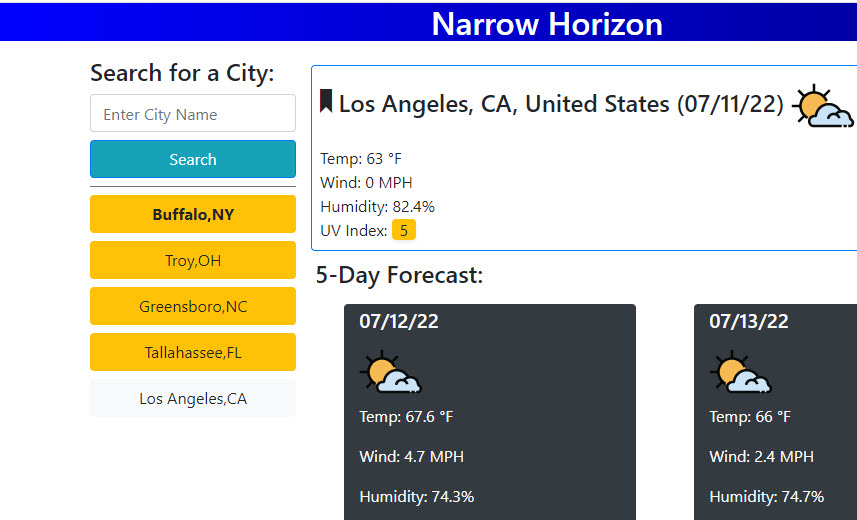 Narrow Horizon
Search for a City:
Enter City Name
Search
Buffalo,NY
Troy,OH
Greensboro,NC
Tallahassee,FL
Los Angeles,CA
Los Angeles, CA, United States (07/11/22)
Temp: 63 °F
Wind: 0 MPH
Humidity: 82.4%
UV Index: 5
5-Day Forecast:
07/12/22
Temp: 67.6 °F
Wind: 4.7 MPH
Humidity: 74.3%
07/13/22
Temp: 66 °F
Wind: 2.4 MPH
Humidity: 74.7%